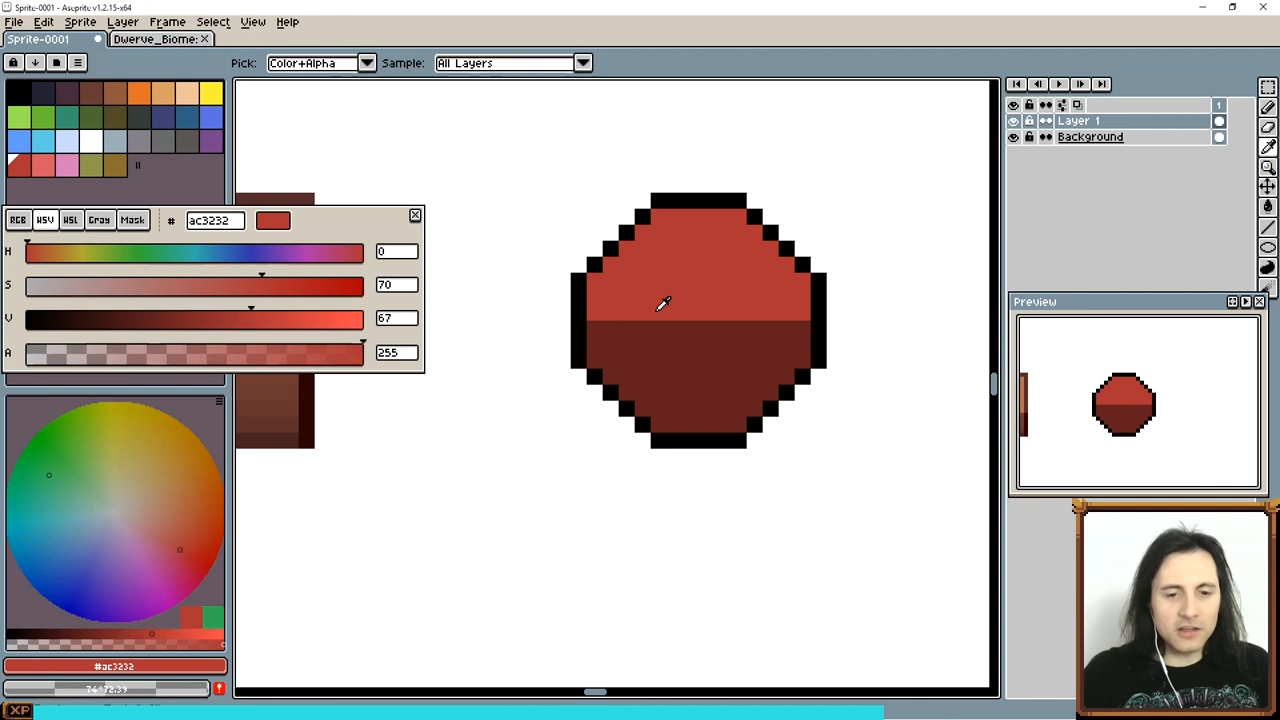 Sprite-0001 - Aseprite v1.2.15-x64
File Edit Sprite Layer Frame Select View Help
Sprite-0001 Dwerve_Biome:
Pick: Color+Alpha Sample: All Layers
1
Layer 1
Background
RGB HSV HSL Gray Mask # ac3232
H 0
S 70
V 67
A 255
Preview
#ac3232
XP